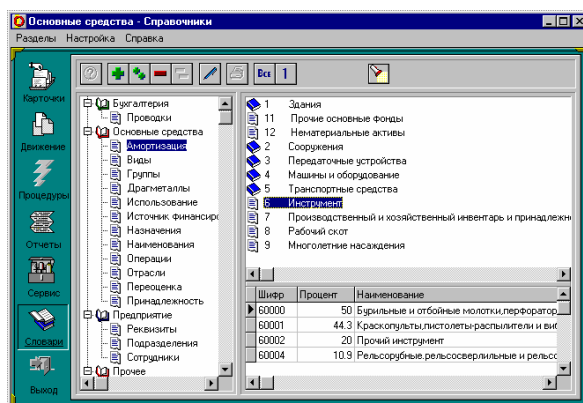 Основные средства - Справочники
Разделы Настройка Справка
Все 1
Карточки
Движение
Процедуры
Отчеты
Сервис
Словари
Выход
Бухгалтерия
Проводки
Основные средства
Амортизация
Виды
Группы
Драгметаллы
Использование
Источник финансиро
Назначения
Наименования
Операции
Отрасли
Переоценка
Принадлежность
Предприятие
Реквизиты
Подразделения
Сотрудники
Прочее
1 Здания
11 Прочие основные фонды
12 Нематериальные активы
2 Сооружения
3 Передаточные устройства
4 Машины и оборудование
5 Транспортные средства
6 Инструмент
7 Производственный и хозяйственный инвентарь и принадлежн
8 Рабочий скот
9 Многолетние насаждения
Шифр Процент Наименование
60000 50 Бурильные и отбойные молотки,перфоратор
60001 44.3 Краскопульты,пистолеты-распылители и виб
60002 20 Прочий инструмент
60004 10.9 Рельсорубные.рельсосверлильные и рельсо